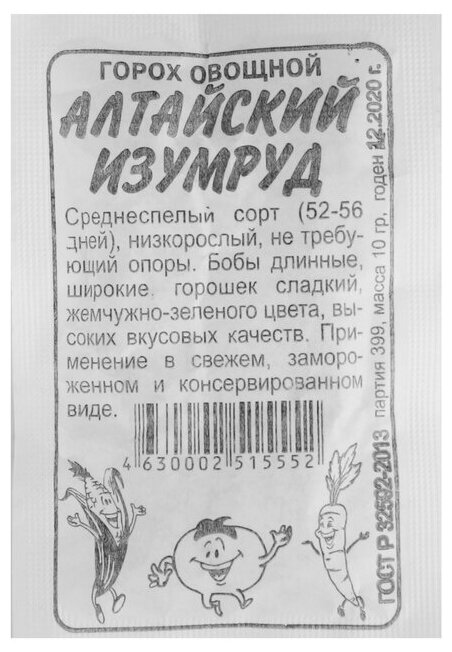 ГОРОХ ОВОЩНОЙ
АЛТАЙСКИЙ
ИЗУМРУД
Среднеспелый сорт (52-56
дней), низкорослый, не требу-
ющий опоры. Бобы длинные,
широкие, горошек сладкий,
жемчужно-зеленого цвета, вы-
соких вкусовых качеств. При-
менение в свежем, заморо-
женном и консервированном
виде.
4 630002 515552
ГОСТ Р 32592-2013 партия 399, масса 10 гр, годен 12.2020 г.